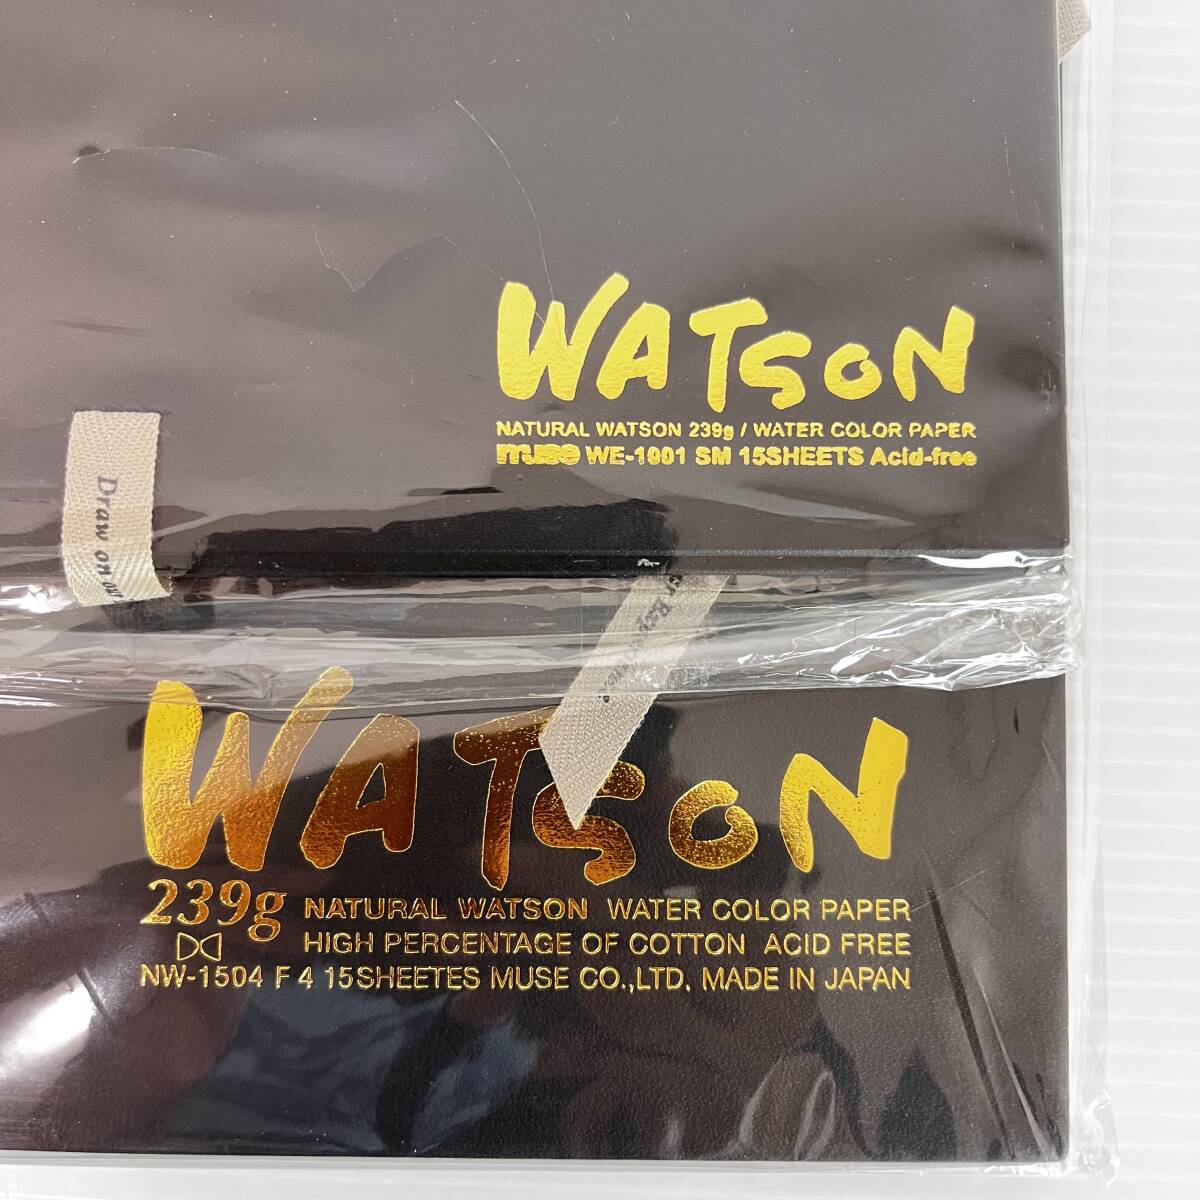 WATSON
NATURAL WATSON 239g / WATER COLOR PAPER
muse WE-1001 SM 15SHEETS Acid-free
Draw on
WATSON
239g NATURAL WATSON WATER COLOR PAPER
HIGH PERCENTAGE OF COTTON ACID FREE
NW-1504 F 4 15SHEETES MUSE CO.,LTD. MADE IN JAPAN